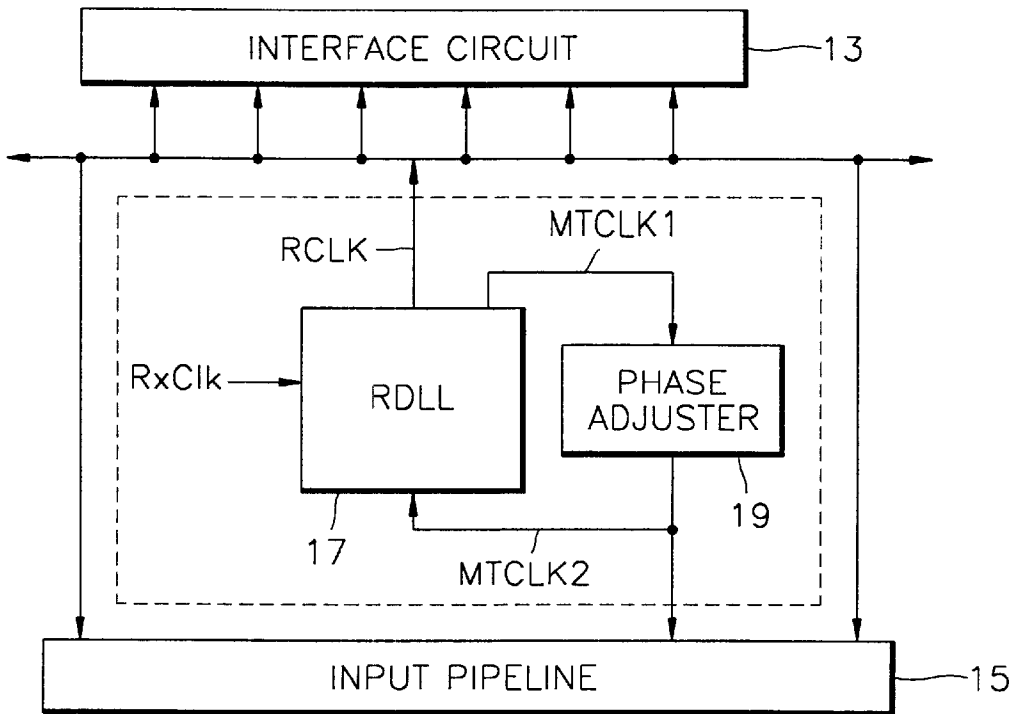 INTERFACE CIRCUIT
13
MTCLK1
RCLK
RxClk
RDLL
PHASE
ADJUSTER
17
19
MTCLK2
INPUT PIPELINE
15